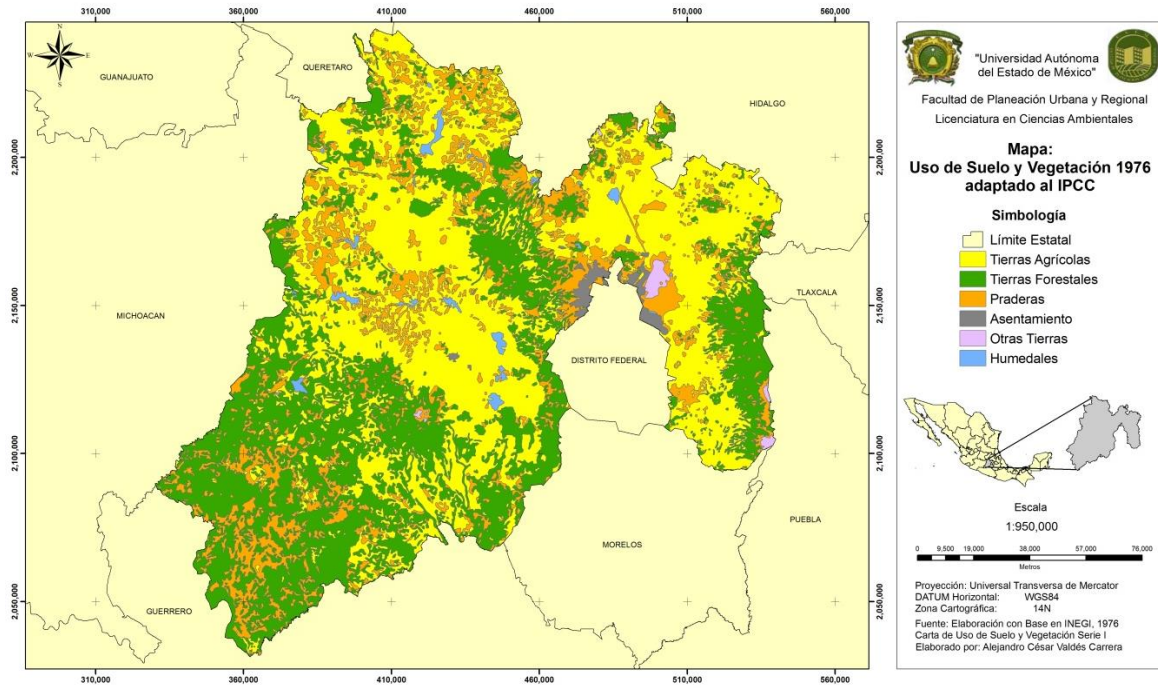 310,000 360,000 410,000 460,000 510,000 560,000
N
W E
S
GUANAJUATO
QUERETARO
HIDALGO
2,200,000 2,200,000
MICHOACAN
TLAXCALA
2,150,000 2,150,000
DISTRITO FEDERAL
2,100,000 2,100,000
PUEBLA
MORELOS
GUERRERO
2,050,000 2,050,000
310,000 360,000 410,000 460,000 510,000 560,000
"Universidad Autónoma
del Estado de México"
Facultad de Planeación Urbana y Regional
Licenciatura en Ciencias Ambientales
Mapa:
Uso de Suelo y Vegetación 1976
adaptado al IPCC
Simbología
Límite Estatal
Tierras Agrícolas
Tierras Forestales
Praderas
Asentamiento
Otras Tierras
Humedales
Escala
1:950,000
0 9,500 19,000 38,000 57,000 76,000
Metros
Proyección: Universal Transversa de Mercator
DATUM Horizontal: WGS84
Zona Cartográfica: 14N
Fuente: Elaboración con Base en INEGI, 1976
Carta de Uso de Suelo y Vegetación Serie I
Elaborado por: Alejandro César Valdés Carrera